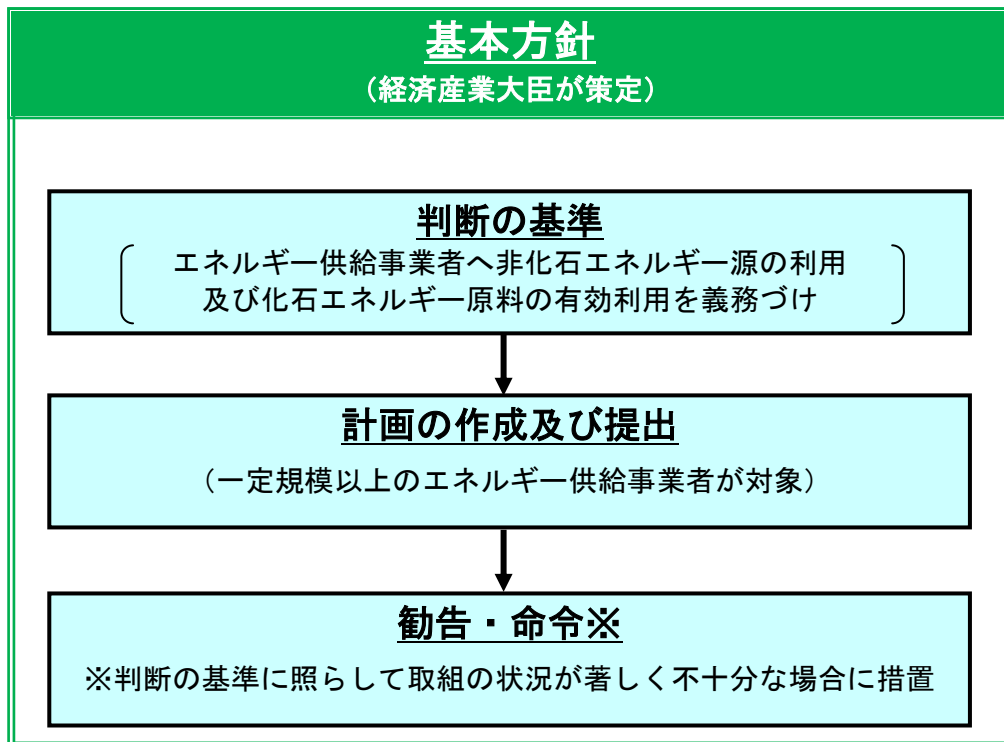 基本方針
（経済産業大臣が策定）
判断の基準
エネルギー供給事業者へ非化石エネルギー源の利用
及び化石エネルギー原料の有効利用を義務づけ
計画の作成及び提出
（一定規模以上のエネルギー供給事業者が対象）
勧告・命令※
※判断の基準に照らして取組の状況が著しく不十分な場合に措置